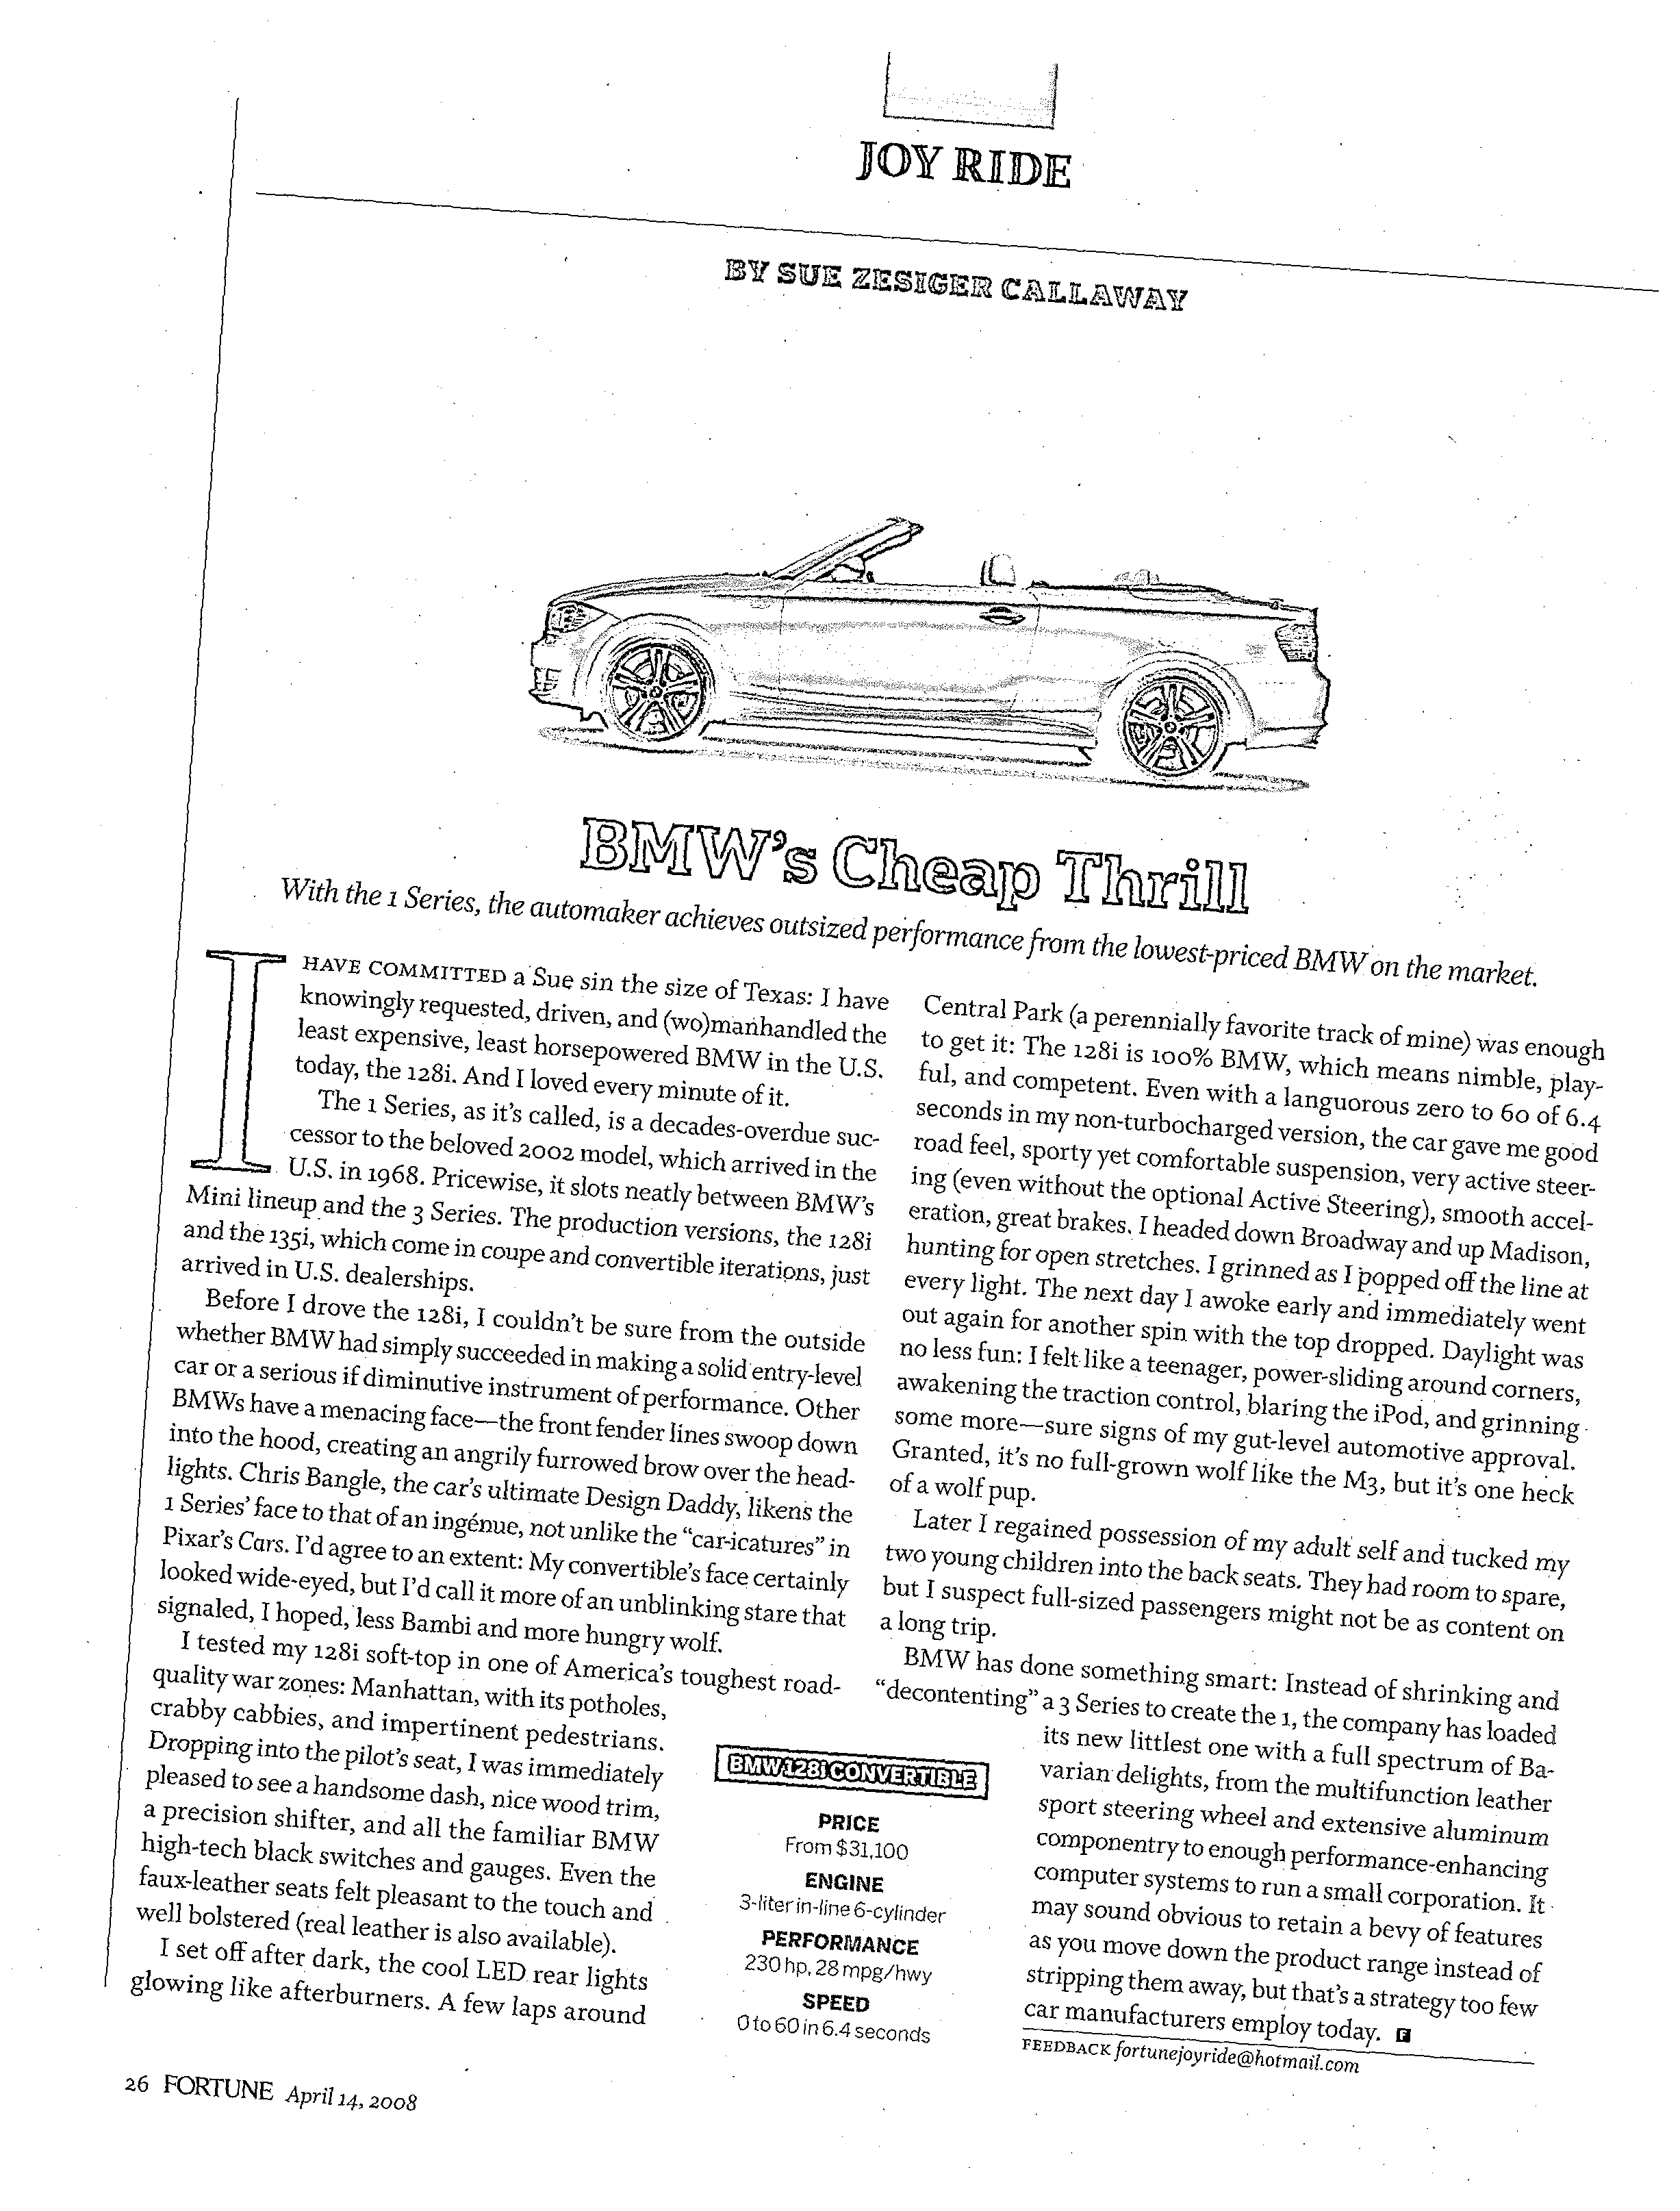 JOY RIDE
BY SUE ZESIGER CALLAWAY
BMW's Cheap Thrill
With the 1 Series, the automaker achieves outsized performance from the lowest-priced BMW on the market.
I HAVE COMMITTED a Sue sin the size of Texas: I have
knowingly requested, driven, and (wo)manhandled the
least expensive, least horsepowered BMW in the U.S.
today, the 128i. And I loved every minute of it.
The 1 Series, as it's called, is a decades-overdue suc-
cessor to the beloved 2002 model, which arrived in the
U.S. in 1968. Pricewise, it slots neatly between BMW's
Mini lineup and the 3 Series. The production versions, the 128i
and the 135i, which come in coupe and convertible iterations, just
arrived in U.S. dealerships.
Before I drove the 128i, I couldn't be sure from the outside
whether BMW had simply succeeded in making a solid entry-level
car or a serious if diminutive instrument of performance. Other
BMWs have a menacing face—the front fender lines swoop down
into the hood, creating an angrily furrowed brow over the head-
lights. Chris Bangle, the car's ultimate Design Daddy, likens the
1 Series' face to that of an ingénue, not unlike the "car-icatures" in
Pixar's Cars. I'd agree to an extent: My convertible's face certainly
looked wide-eyed, but I'd call it more of an unblinking stare that
signaled, I hoped, less Bambi and more hungry wolf.
I tested my 128i soft-top in one of America's toughest road-
quality war zones: Manhattan, with its potholes,
crabby cabbies, and impertinent pedestrians.
Dropping into the pilot's seat, I was immediately
pleased to see a handsome dash, nice wood trim,
a precision shifter, and all the familiar BMW
high-tech black switches and gauges. Even the
faux-leather seats felt pleasant to the touch and
well bolstered (real leather is also available).
I set off after dark, the cool LED rear lights
glowing like afterburners. A few laps around
Central Park (a perennially favorite track of mine) was enough
to get it: The 128i is 100% BMW, which means nimble, play-
ful, and competent. Even with a languorous zero to 60 of 6.4
seconds in my non-turbocharged version, the car gave me good
road feel, sporty yet comfortable suspension, very active steer-
ing (even without the optional Active Steering), smooth accel-
eration, great brakes. I headed down Broadway and up Madison,
hunting for open stretches. I grinned as I popped off the line at
every light. The next day I awoke early and immediately went
out again for another spin with the top dropped. Daylight was
no less fun: I felt like a teenager, power-sliding around corners,
awakening the traction control, blaring the iPod, and grinning
some more—sure signs of my gut-level automotive approval.
Granted, it's no full-grown wolf like the M3, but it's one heck
of a wolf pup.
Later I regained possession of my adult self and tucked my
two young children into the back seats. They had room to spare,
but I suspect full-sized passengers might not be as content on
a long trip.
BMW has done something smart: Instead of shrinking and
"decontenting" a 3 Series to create the 1, the company has loaded
its new littlest one with a full spectrum of Ba-
varian delights, from the multifunction leather
sport steering wheel and extensive aluminum
componentry to enough performance-enhancing
computer systems to run a small corporation. It
may sound obvious to retain a bevy of features
as you move down the product range instead of
stripping them away, but that's a strategy too few
car manufacturers employ today. F
FEEDBACK fortunejoyride@hotmail.com
BMW 128i CONVERTIBLE
PRICE
From $31,100
ENGINE
3-liter in-line 6-cylinder
PERFORMANCE
230 hp, 28 mpg/hwy
SPEED
0 to 60 in 6.4 seconds
26 FORTUNE April 14, 2008